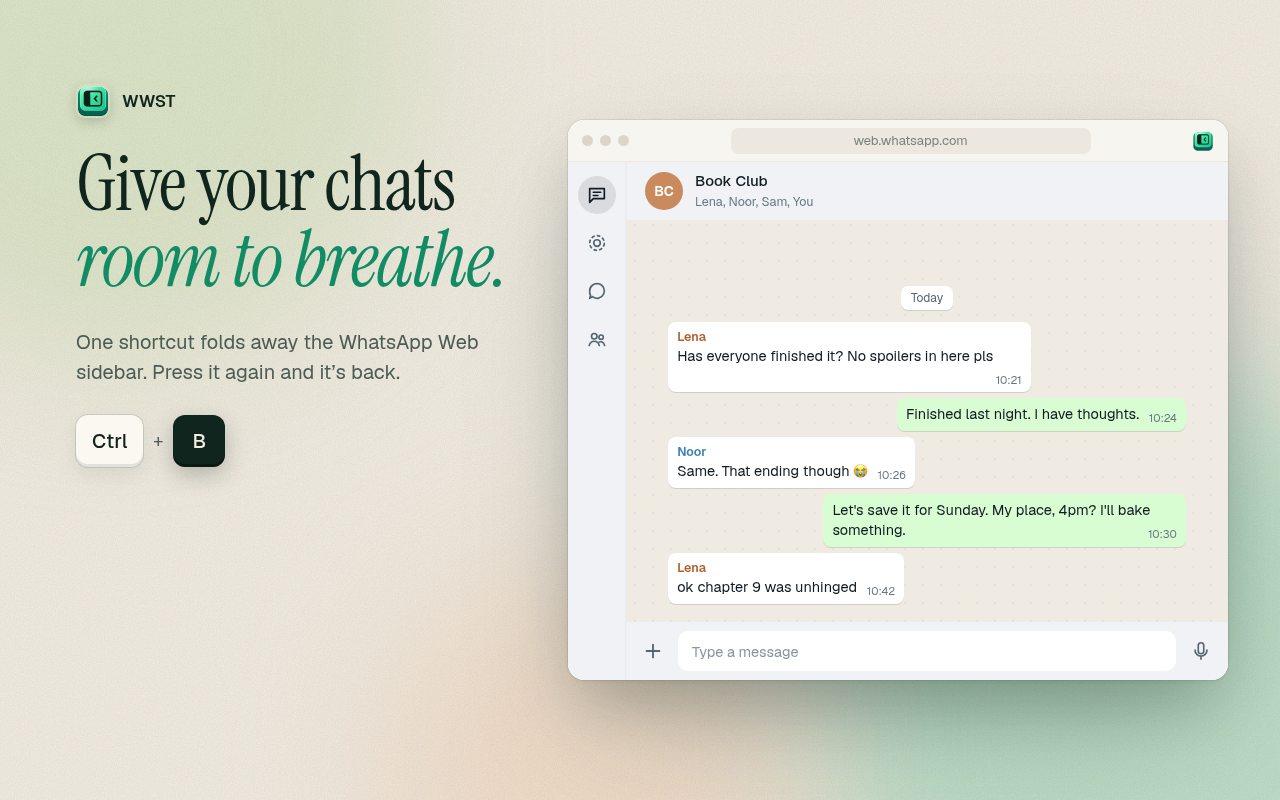 WWST
Give your chats
room to breathe.
One shortcut folds away the WhatsApp Web
sidebar. Press it again and it’s back.
Ctrl + B
web.whatsapp.com
BC
Book Club
Lena, Noor, Sam, You
Today
Lena
Has everyone finished it? No spoilers in here pls
10:21
Finished last night. I have thoughts. 10:24
Noor
Same. That ending though 😭 10:26
Let's save it for Sunday. My place, 4pm? I'll bake
something. 10:30
Lena
ok chapter 9 was unhinged 10:42
Type a message